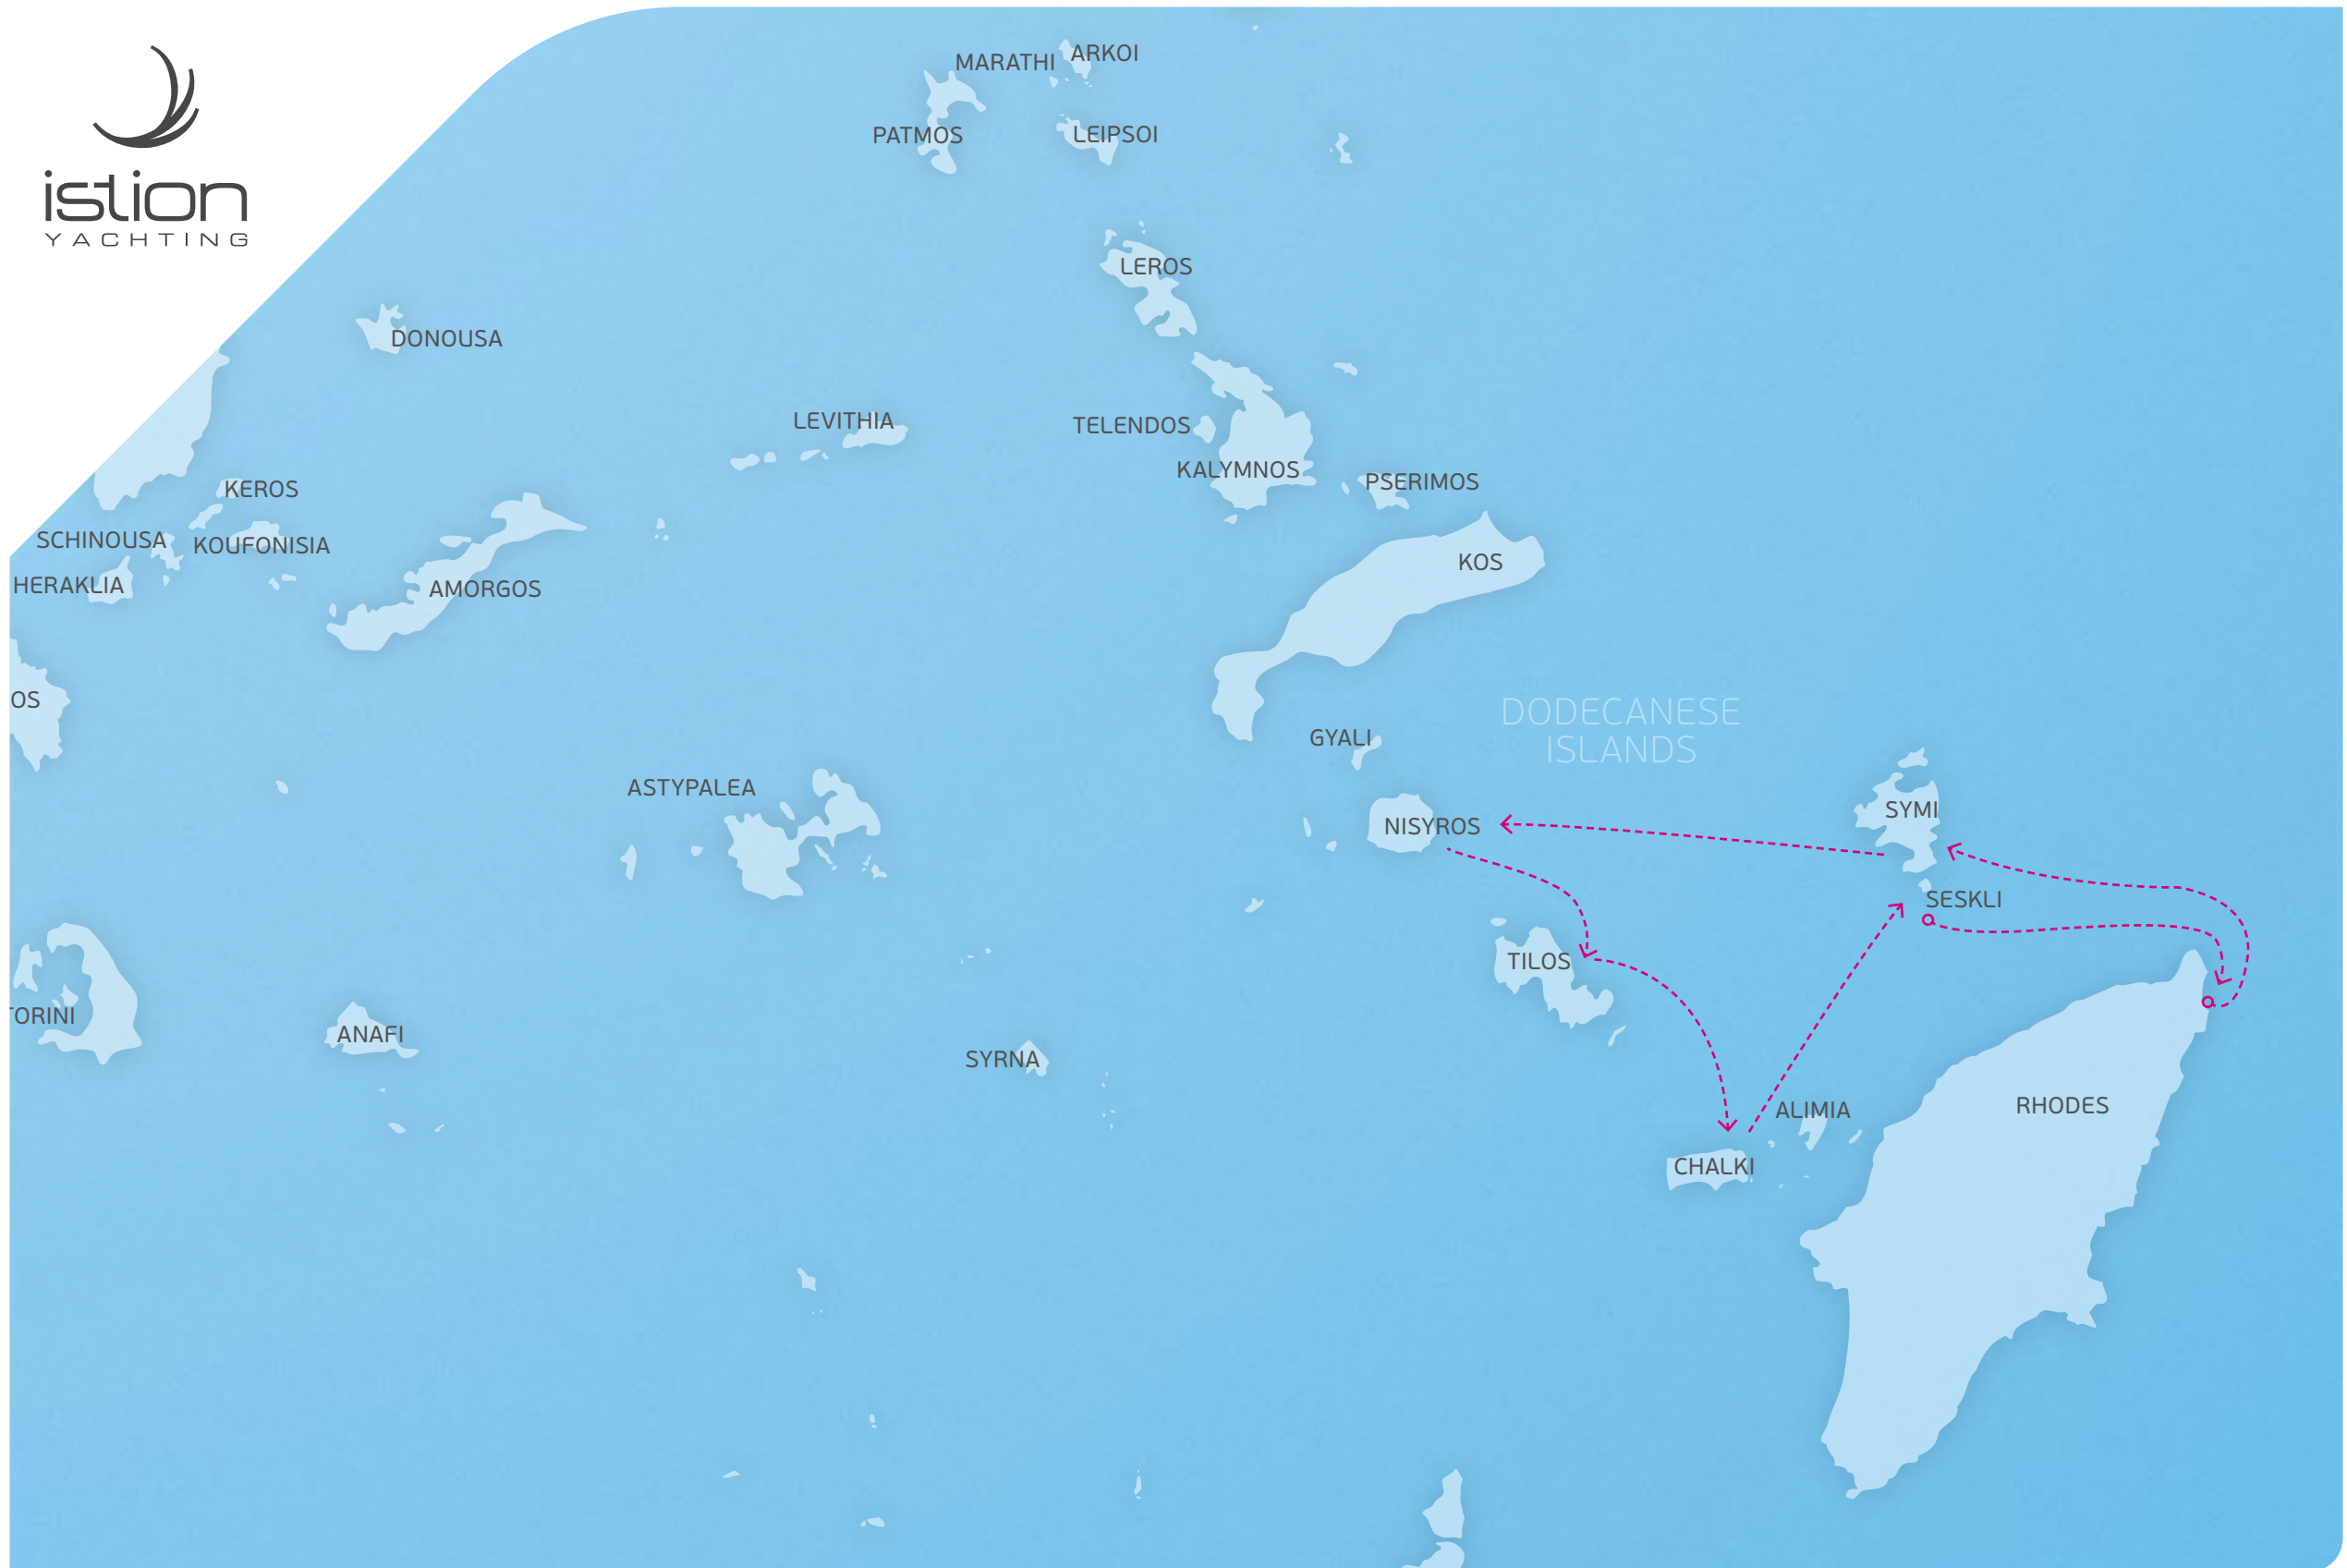 istion
YACHTING
MARATHI
ARKOI
PATMOS
LEIPSOI
LEROS
DONOUSA
LEVITHIA
TELENDOS
KALYMNOS
PSERIMOS
KEROS
SCHINOUSA
KOUFONISIA
HERAKLIA
AMORGOS
KOS
OS
DODECANESE
ISLANDS
GYALI
ASTYPALEA
NISYROS
SYMI
SESKLI
TILOS
TORINI
ANAFI
SYRNA
ALIMIA
RHODES
CHALKI